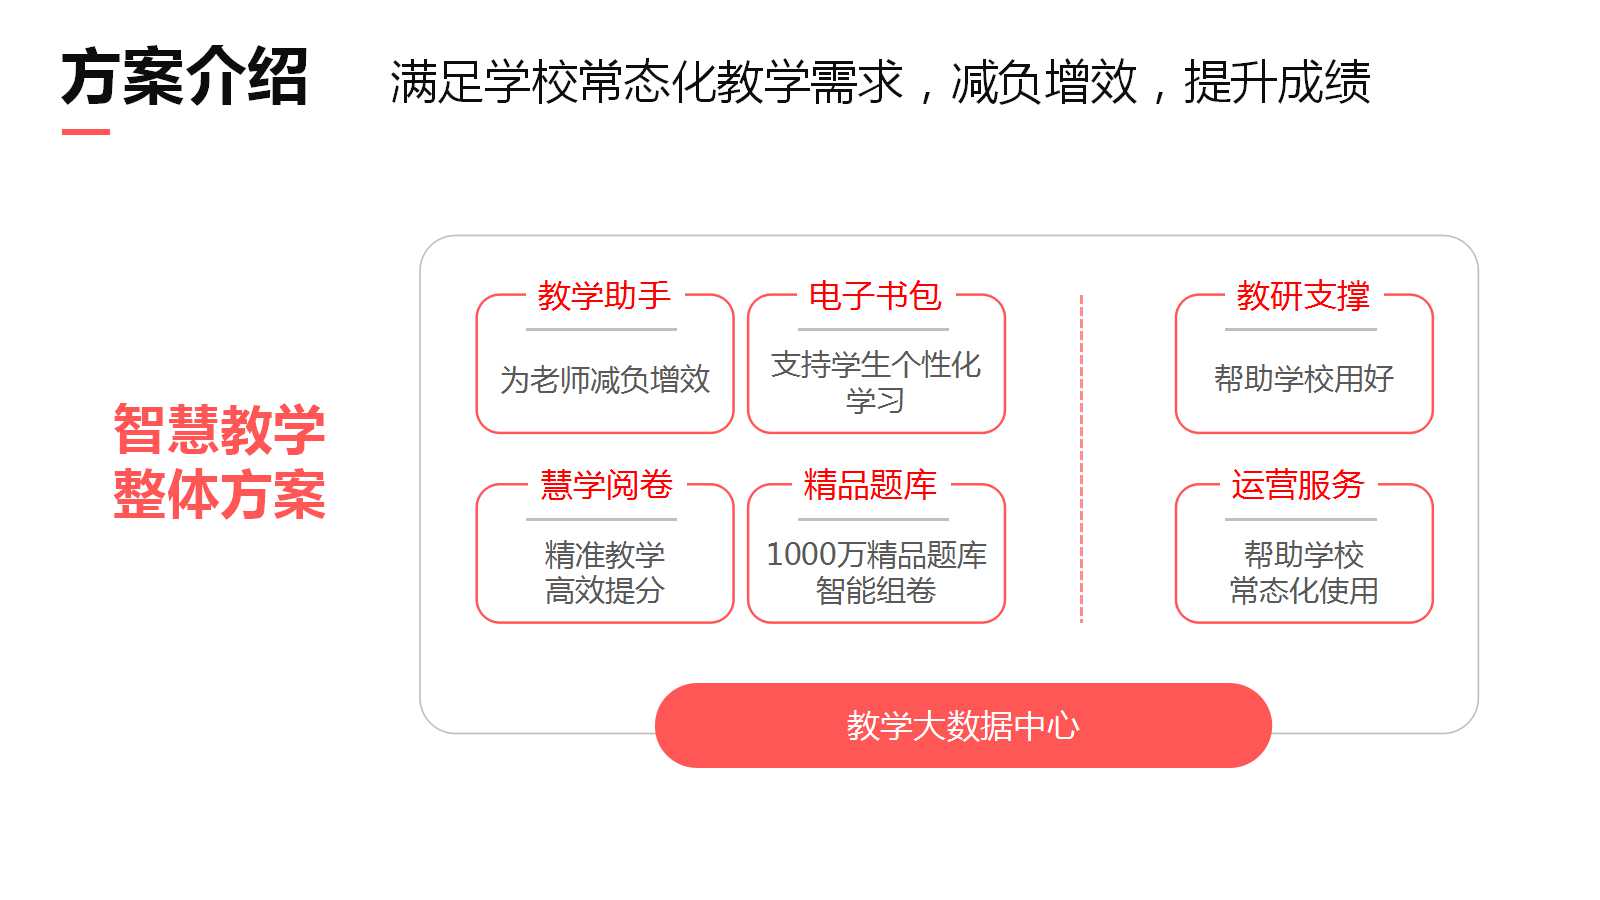 方案介绍
满足学校常态化教学需求，减负增效，提升成绩
智慧教学
整体方案
教学助手
为老师减负增效
电子书包
支持学生个性化
学习
教研支撑
帮助学校用好
慧学阅卷
精准教学
高效提分
精品题库
1000万精品题库
智能组卷
运营服务
帮助学校
常态化使用
教学大数据中心